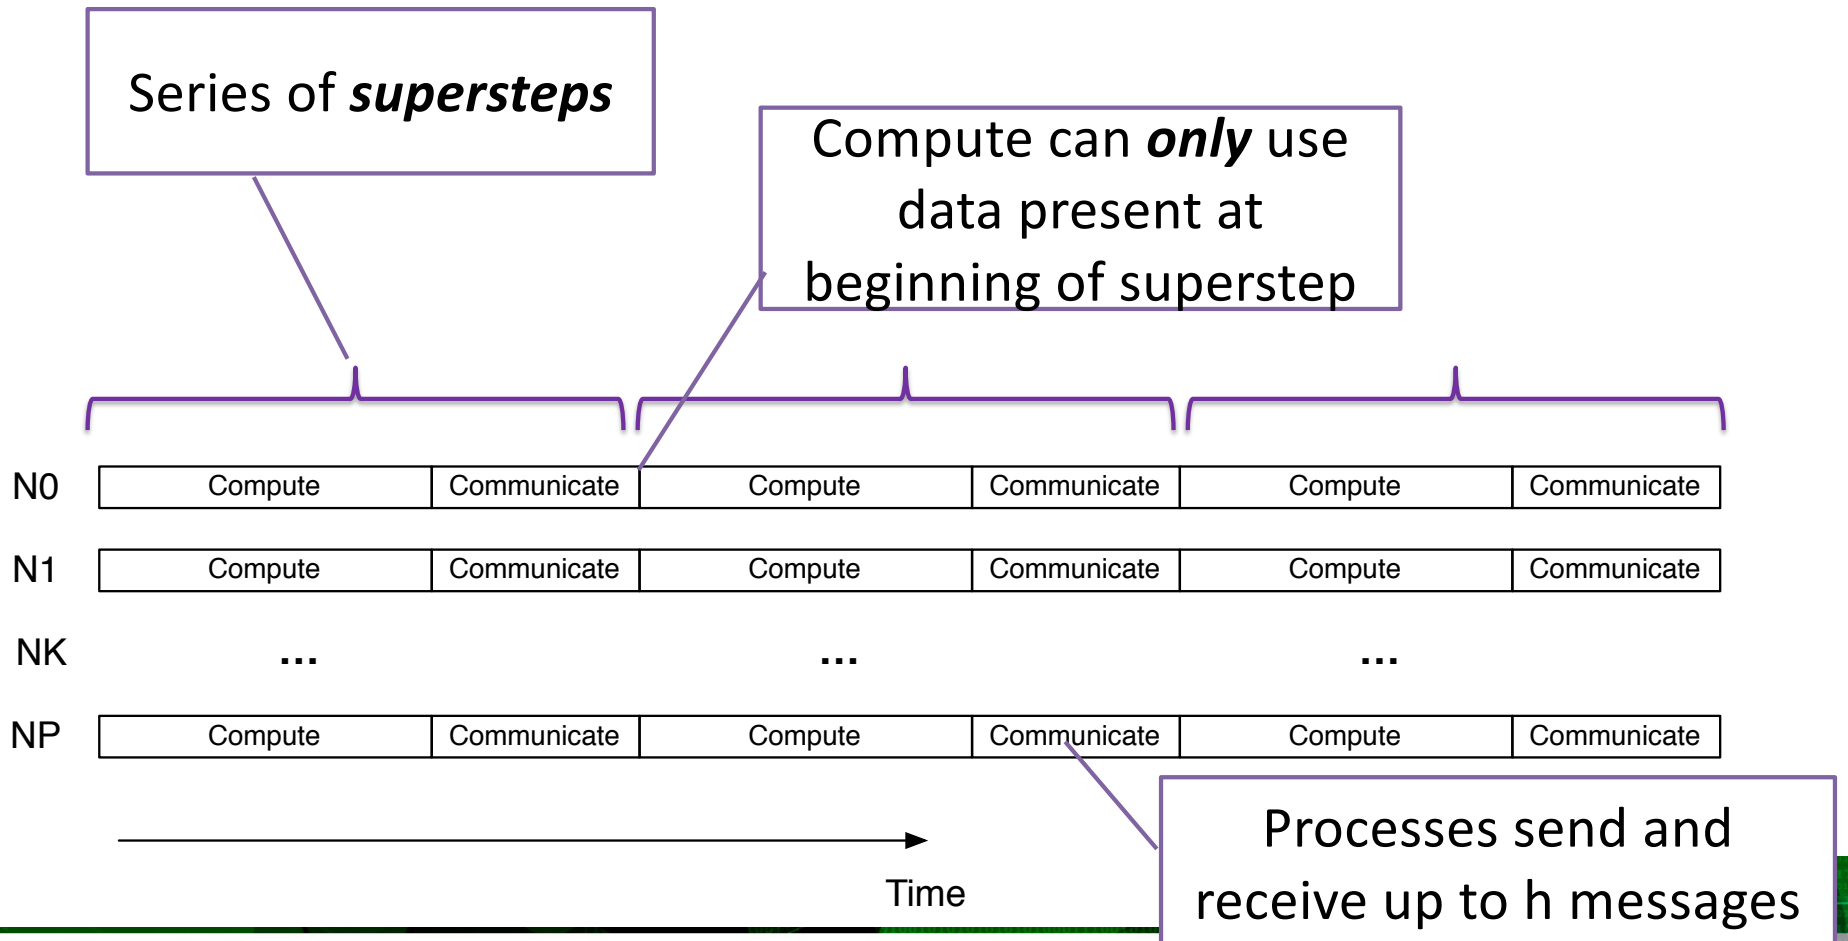 Series of supersteps
Compute can only use
data present at
beginning of superstep
N0 Compute Communicate Compute Communicate Compute Communicate
N1 Compute Communicate Compute Communicate Compute Communicate
NK ... ... ...
NP Compute Communicate Compute Communicate Compute Communicate
Time
Processes send and
receive up to h messages